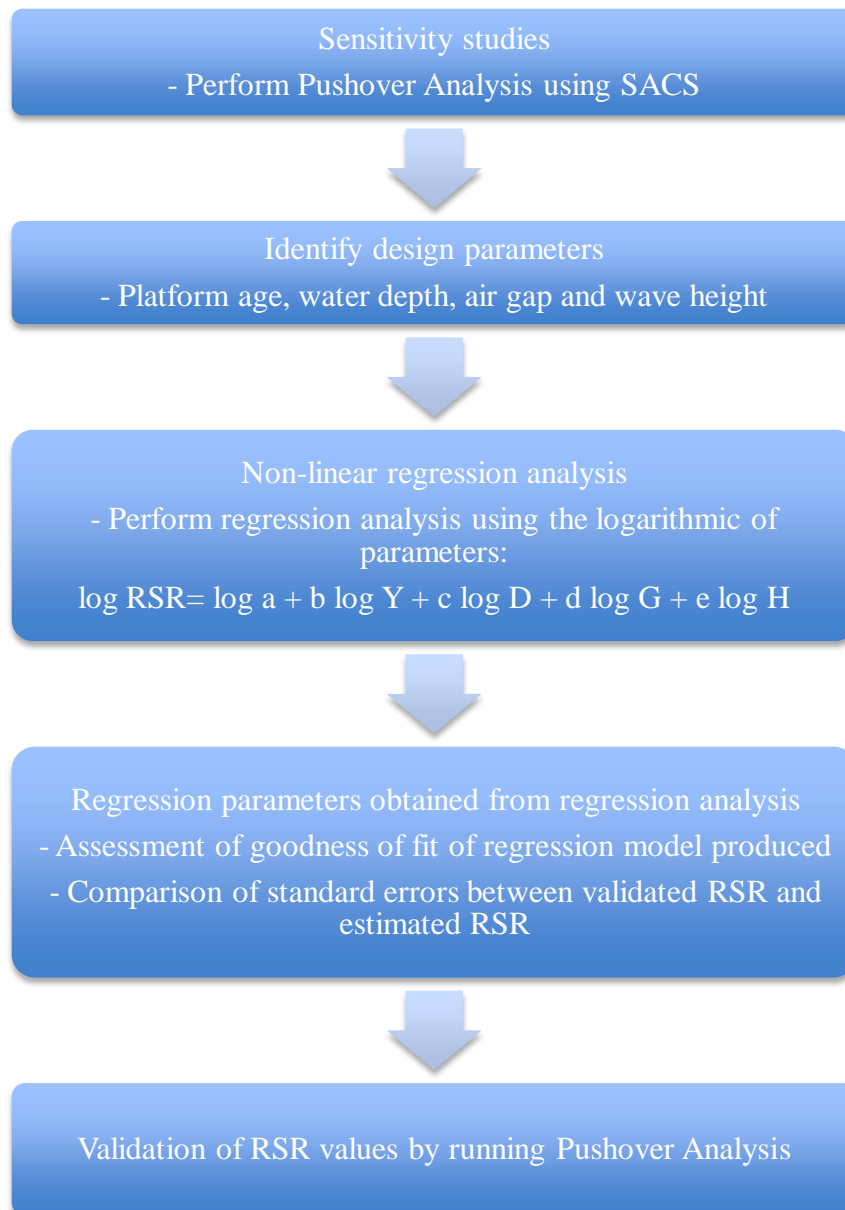 Sensitivity studies
- Perform Pushover Analysis using SACS
Identify design parameters
- Platform age, water depth, air gap and wave height
Non-linear regression analysis
- Perform regression analysis using the logarithmic of
parameters:
log RSR= log a + b log Y + c log D + d log G + e log H
Regression parameters obtained from regression analysis
- Assessment of goodness of fit of regression model produced
- Comparison of standard errors between validated RSR and
estimated RSR
Validation of RSR values by running Pushover Analysis